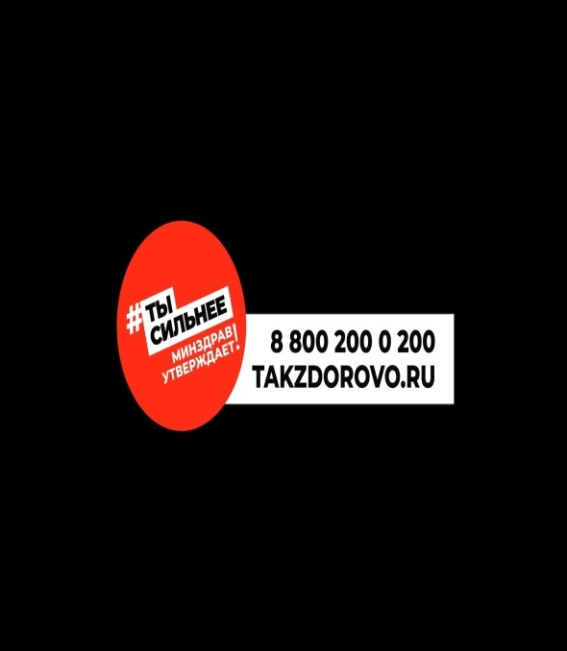 #ТЫ
СИЛЬНЕЕ
МИНЗДРАВ
УТВЕРЖДАЕТ!
8 800 200 0 200
TAKZDOROVO.RU